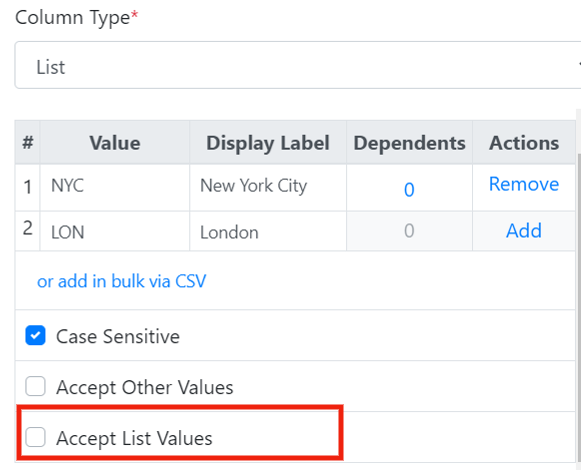 Column Type*
List
# Value Display Label Dependents Actions
1 NYC New York City 0 Remove
2 LON London 0 Add
or add in bulk via CSV
Case Sensitive
Accept Other Values
Accept List Values